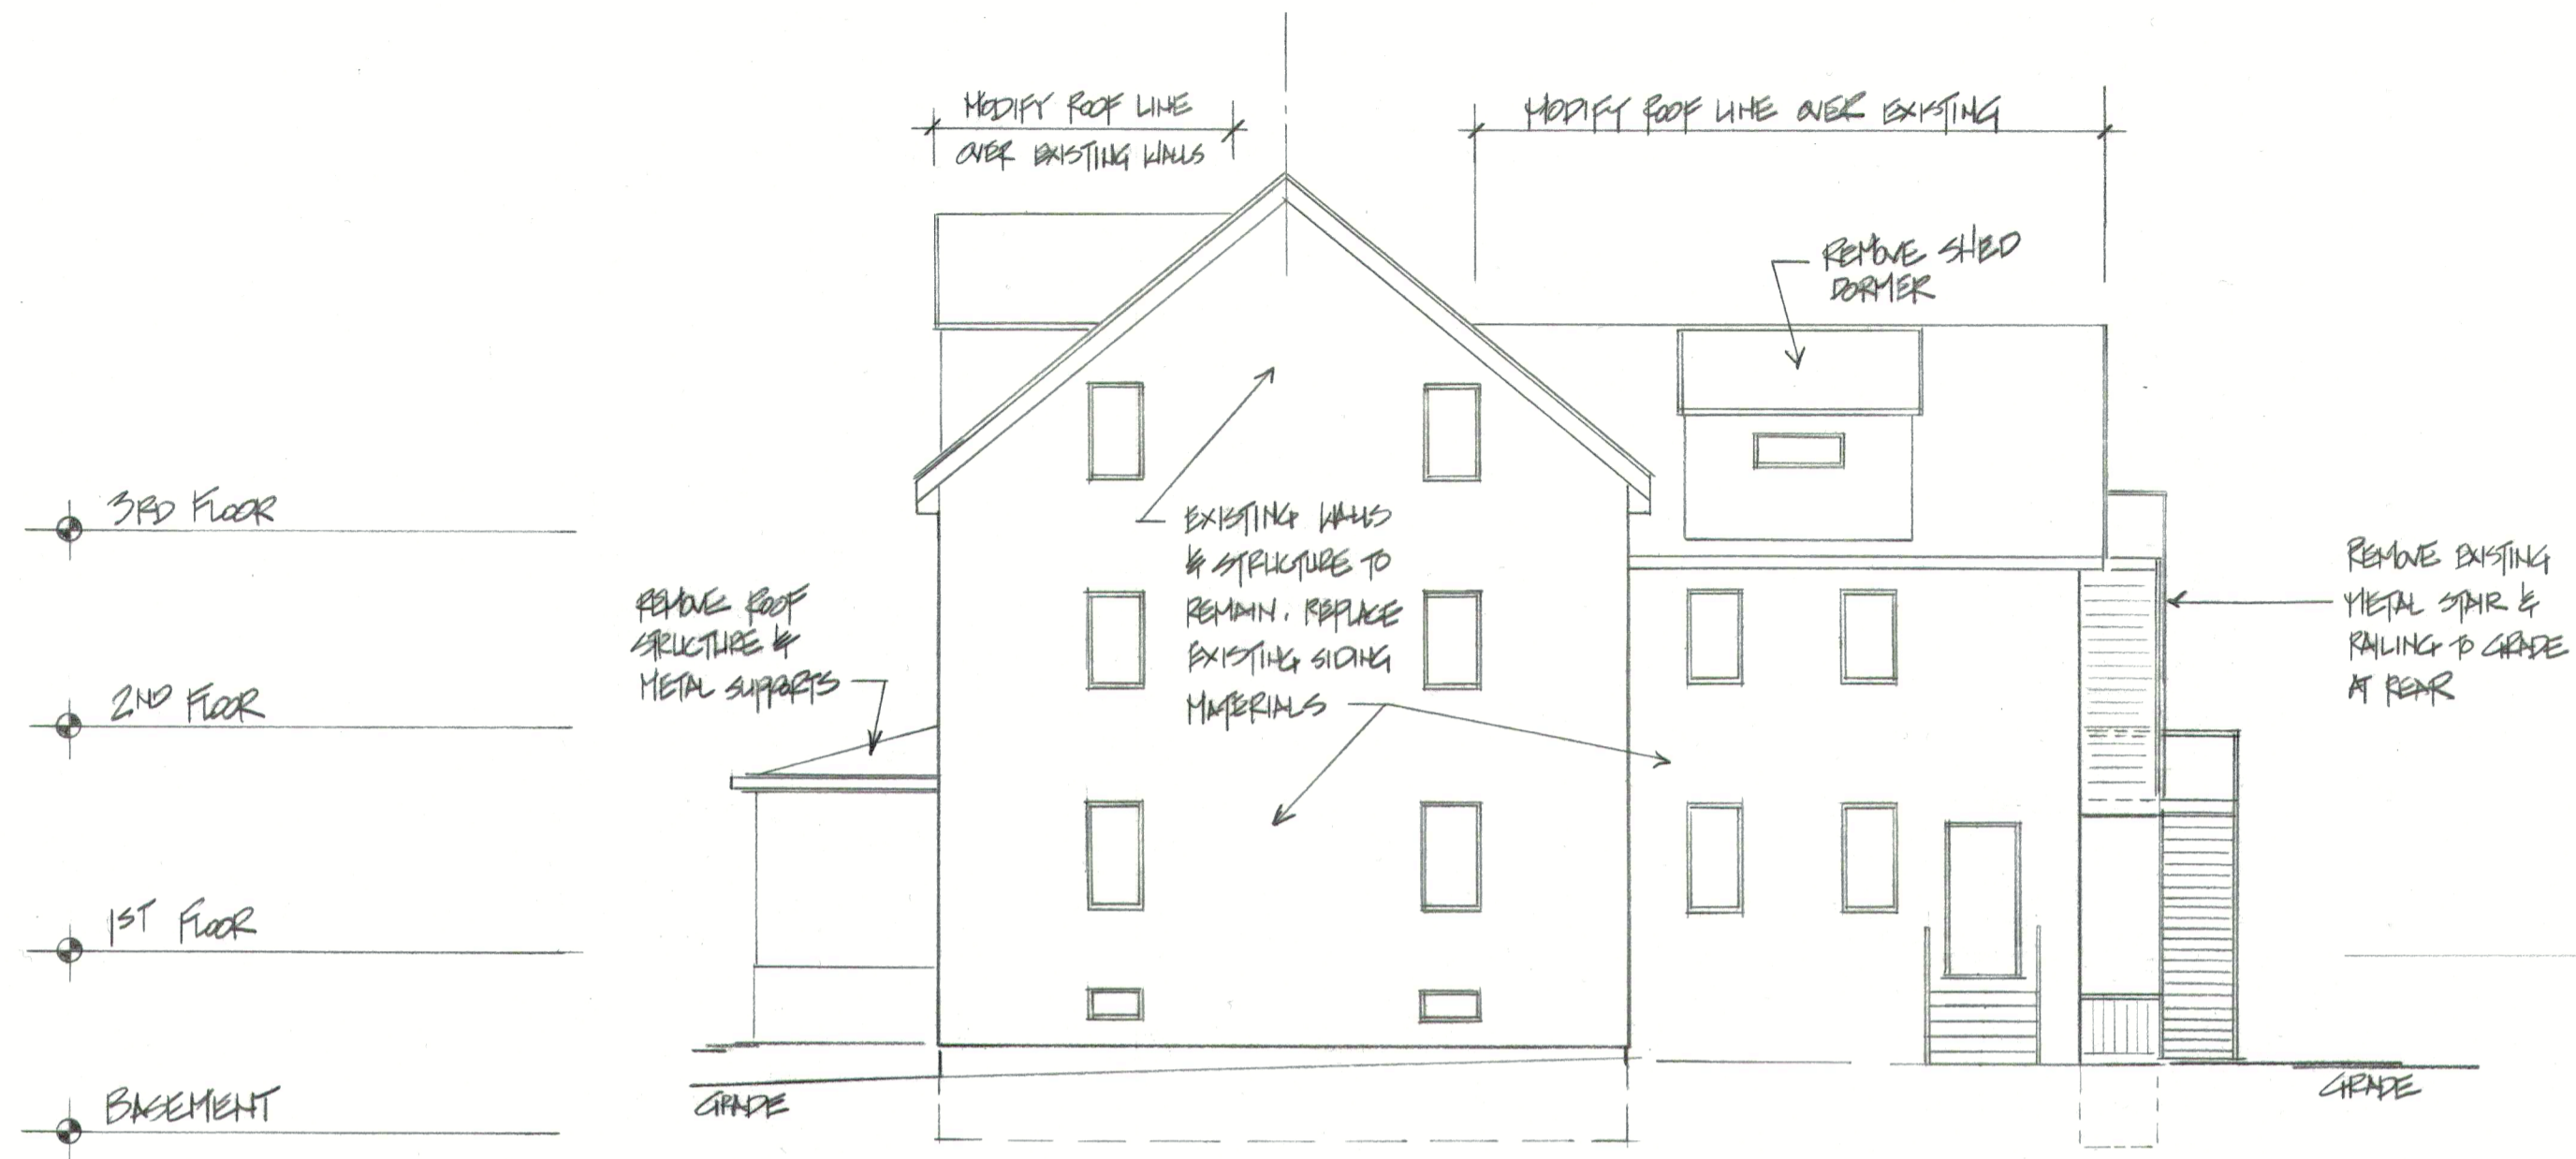 MODIFY ROOF LINE
OVER EXISTING WALLS
MODIFY ROOF LINE OVER EXISTING
REMOVE SHED
DORMER
3RD FLOOR
2ND FLOOR
1ST FLOOR
BASEMENT
REMOVE ROOF
STRUCTURE &
METAL SUPPORTS
EXISTING WALLS
& STRUCTURE TO
REMAIN. REPLACE
EXISTING SIDING
MATERIALS
REMOVE EXISTING
METAL STAIR &
RAILING TO GRADE
AT REAR
GRADE
GRADE